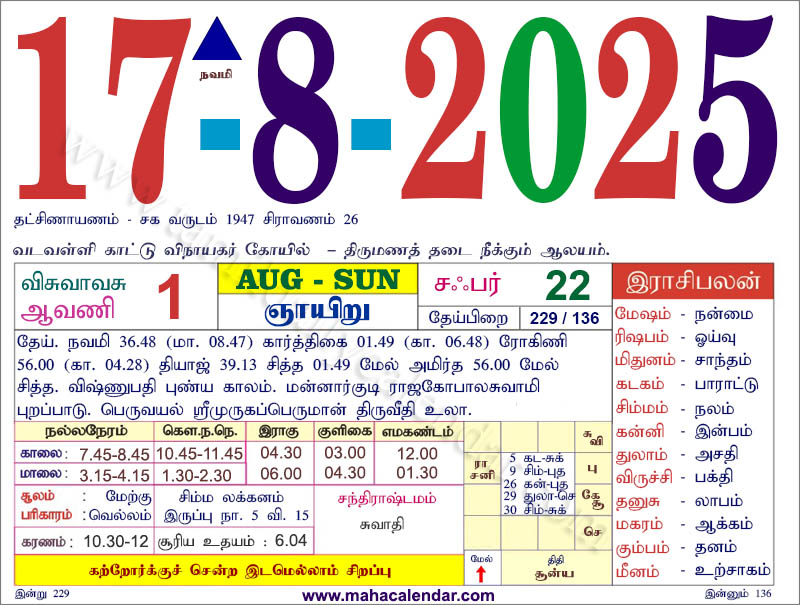 17-8-2025
நவமி
தட்சிணாயணம் - சக வருடம் 1947 சிராவணம் 26
வடவள்ளி காட்டு விநாயகர் கோயில் – திருமணத் தடை நீக்கும் ஆலயம்.
விசுவாவசு
ஆவணி 1
AUG - SUN
ஞாயிறு
சஃபர் 22
தேய்பிறை 229 / 136
தேய். நவமி 36.48 (மா. 08.47) கார்த்திகை 01.49 (கா. 06.48) ரோகிணி
56.00 (கா. 04.28) தியாஜ் 39.13 சித்த 01.49 மேல் அமிர்த 56.00 மேல்
சித்த. விஷ்ணுபதி புண்ய காலம். மன்னார்குடி ராஜகோபாலசுவாமி
புறப்பாடு. பெருவயல் ஸ்ரீமுருகப்பெருமான் திருவீதி உலா.
நல்லநேரம் கௌ.ந.நெ. இராகு குளிகை எமகண்டம்
காலை: 7.45-8.45 10.45-11.45 04.30 03.00 12.00
மாலை: 3.15-4.15 1.30-2.30 06.00 04.30 01.30
சூலம் : மேற்கு
பரிகாரம் : வெல்லம்
சிம்ம லக்கனம்
இருப்பு நா. 5 வி. 15
சந்திராஷ்டமம்
சுவாதி
கரணம்: 10.30-12 சூரிய உதயம் : 6.04
கற்றோர்க்குச் சென்ற இடமெல்லாம் சிறப்பு
ரா
சனி
5 கட-சுக்
9 சிம்-புத
26 கன்-புத
29 துலா-செ
30 சிம்-சுக்
சு
வி
பு
கே
சூ
செ
மேல்
திதி
சூன்ய
இராசிபலன்
மேஷம் - நன்மை
ரிஷபம் - ஓய்வு
மிதுனம் - சாந்தம்
கடகம் - பாராட்டு
சிம்மம் - நலம்
கன்னி - இன்பம்
துலாம் - அசதி
விருச்சி - பக்தி
தனுசு - லாபம்
மகரம் - ஆக்கம்
கும்பம் - தனம்
மீனம் - உற்சாகம்
இன்று 229
www.mahacalendar.com
இன்னும் 136